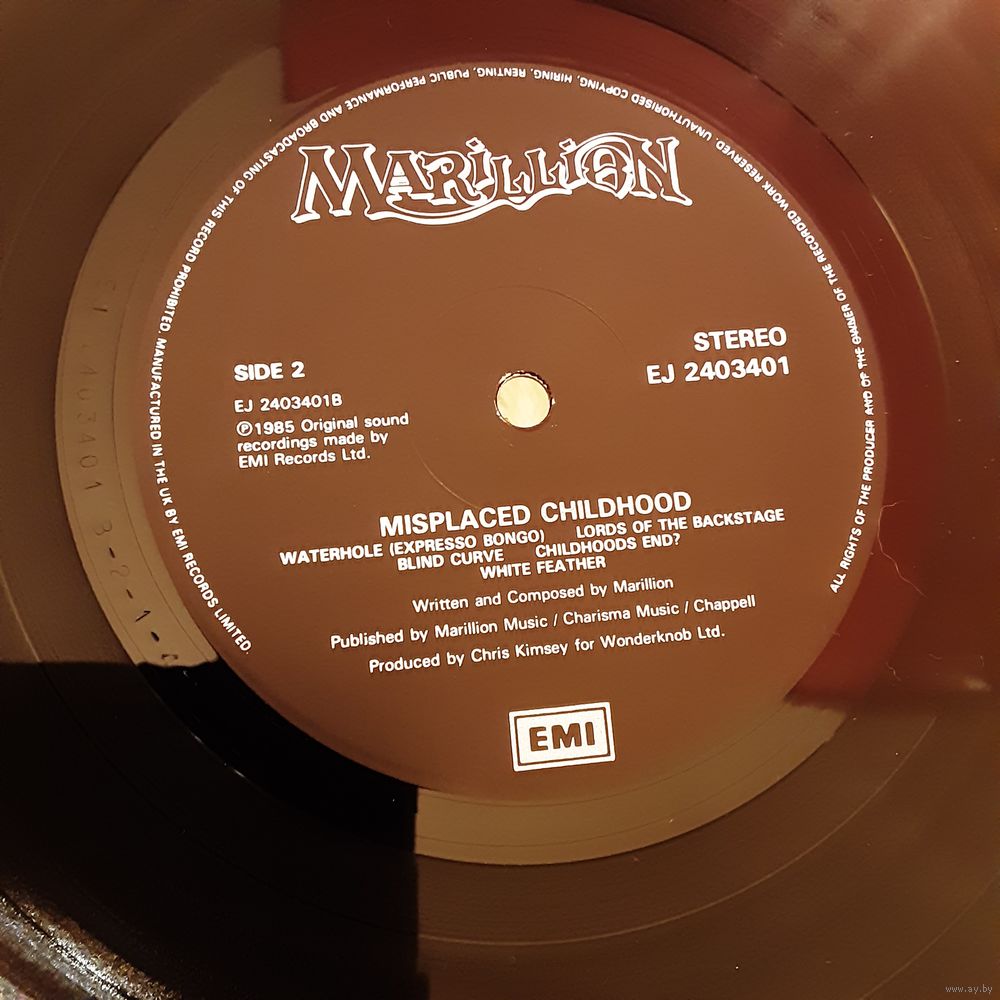 MARILLION
STEREO
EJ 2403401
SIDE 2
EJ 2403401B
Ⓟ1985 Original sound
recordings made by
EMI Records Ltd.
MISPLACED CHILDHOOD
WATERHOLE (EXPRESSO BONGO) LORDS OF THE BACKSTAGE
BLIND CURVE CHILDHOODS END?
WHITE FEATHER
Written and Composed by Marillion
Published by Marillion Music / Charisma Music / Chappell
Produced by Chris Kimsey for Wonderknob Ltd.
EMI
ALL RIGHTS OF THE PRODUCER AND OF THE OWNER OF THE RECORDED WORK RESERVED. UNAUTHORISED COPYING, HIRING, RENTING, PUBLIC PERFORMANCE AND BROADCASTING OF THIS RECORD PROHIBITED. MANUFACTURED IN THE UK BY EMI RECORDS LIMITED.
www.ay.by